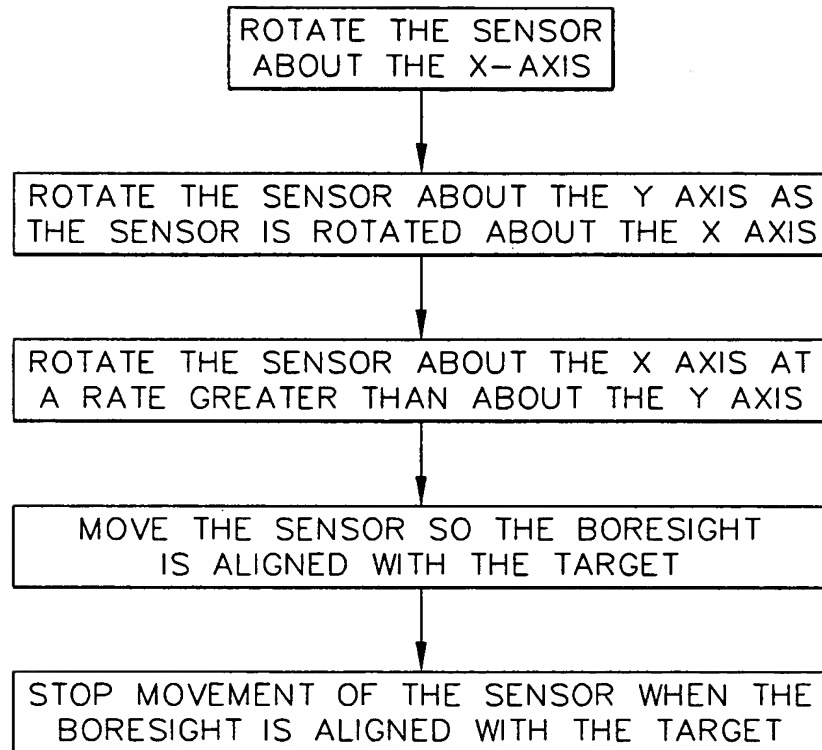 ROTATE THE SENSOR
ABOUT THE X-AXIS
ROTATE THE SENSOR ABOUT THE Y AXIS AS
THE SENSOR IS ROTATED ABOUT THE X AXIS
ROTATE THE SENSOR ABOUT THE X AXIS AT
A RATE GREATER THAN ABOUT THE Y AXIS
MOVE THE SENSOR SO THE BORESIGHT
IS ALIGNED WITH THE TARGET
STOP MOVEMENT OF THE SENSOR WHEN THE
BORESIGHT IS ALIGNED WITH THE TARGET